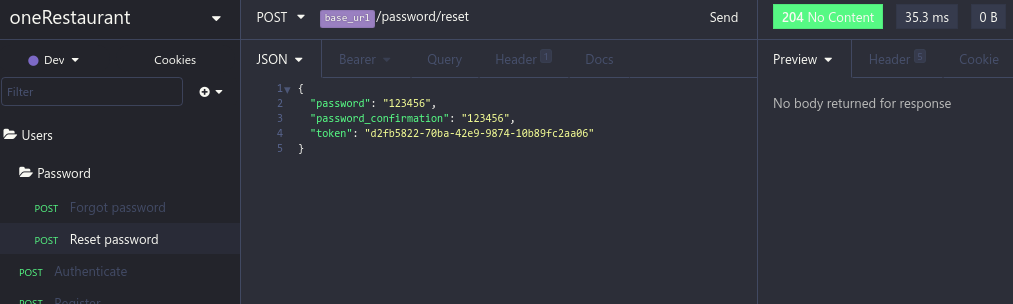 oneRestaurant
POST base_url/password/reset Send
204 No Content 35.3 ms 0 B
Dev Cookies
JSON Bearer Query Header 1 Docs
Preview Header 5 Cookie
Filter
1 {
2 "password": "123456",
3 "password_confirmation": "123456",
4 "token": "d2fb5822-70ba-42e9-9874-10b89fc2aa06"
5 }
No body returned for response
Users
Password
POST Forgot password
POST Reset password
POST Authenticate
POST Register